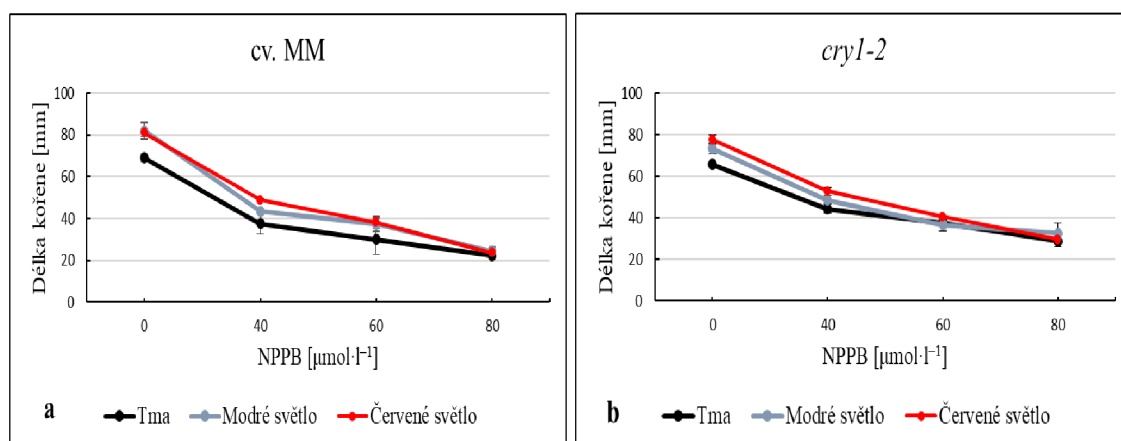 cv. MM
Délka kořene [mm]
100
80
60
40
20
0
0 40 60 80
NPPB [µmol·l⁻¹]
a Tma Modré světlo Červené světlo
cry1-2
Délka kořene [mm]
100
80
60
40
20
0
0 40 60 80
NPPB [µmol·l⁻¹]
b Tma Modré světlo Červené světlo